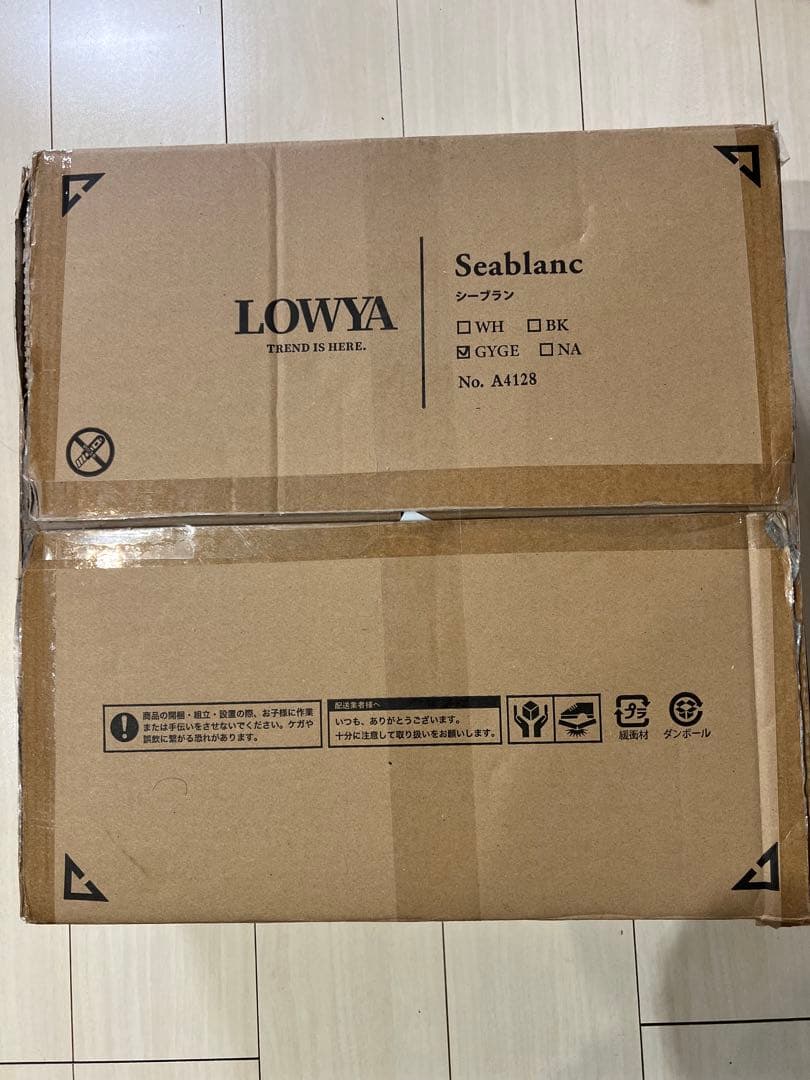 LOWYA
TREND IS HERE.
Seablanc
シーブラン
WH BK
GYGE NA
No. A4128
商品の開梱・組立・設置の際、お子様に作業
または手伝いをさせないでください。ケガや
誤飲に繋がる恐れがあります。
配送業者様へ
いつも、ありがとうございます。
十分に注意して取り扱いをお願いします。
プラ
緩衝材
ダンボール